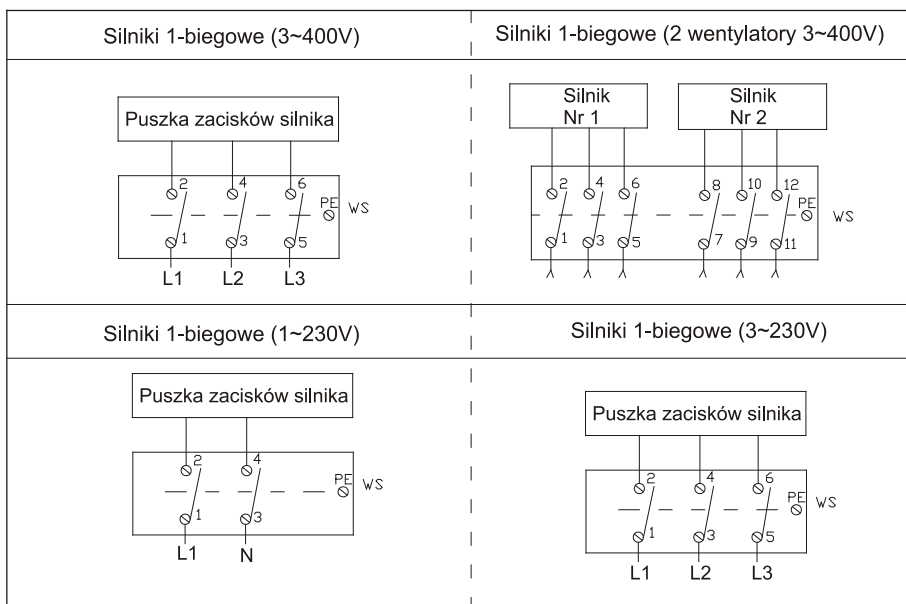 Silniki 1-biegowe (3~400V)
Puszka zacisków silnika
2 4 6
PE WS
1 3 5
L1 L2 L3
Silniki 1-biegowe (2 wentylatory 3~400V)
Silnik
Nr 1
Silnik
Nr 2
2 4 6 8 10 12
PE WS
1 3 5 7 9 11
Silniki 1-biegowe (1~230V)
Puszka zacisków silnika
2 4
PE WS
1 3
L1 N
Silniki 1-biegowe (3~230V)
Puszka zacisków silnika
2 4 6
PE WS
1 3 5
L1 L2 L3